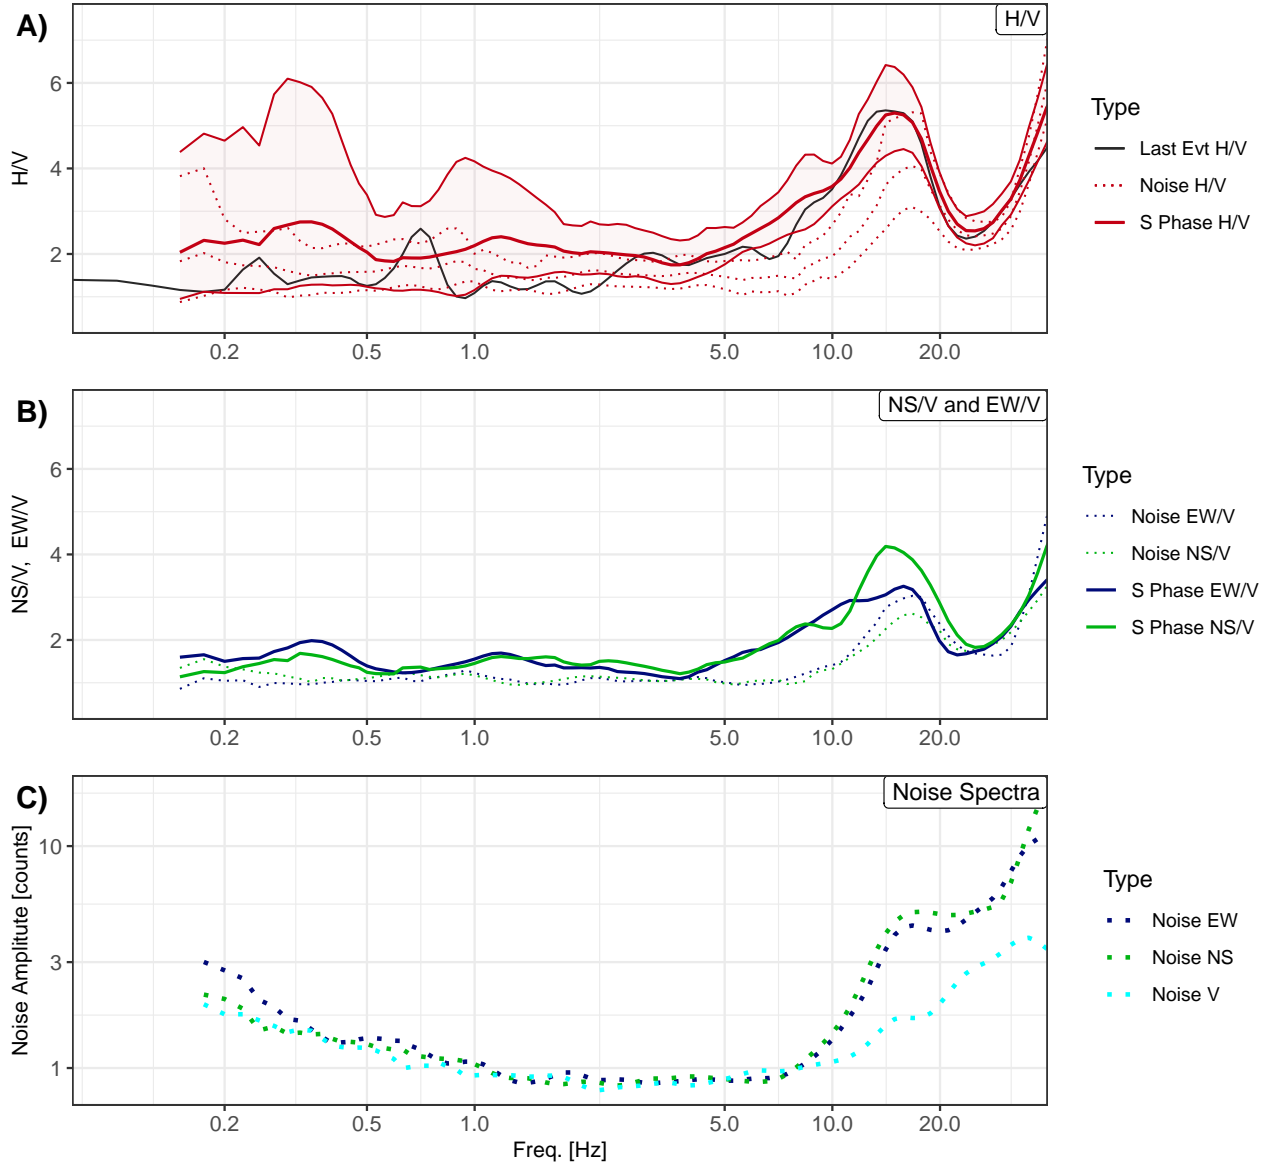 A)
H/V
6
4
2
H/V
0.2 0.5 1.0 5.0 10.0 20.0
Type
Last Evt H/V
Noise H/V
S Phase H/V
B)
NS/V and EW/V
6
4
2
NS/V, EW/V
0.2 0.5 1.0 5.0 10.0 20.0
Type
Noise EW/V
Noise NS/V
S Phase EW/V
S Phase NS/V
C)
Noise Spectra
10
3
1
Noise Amplitude [counts]
0.2 0.5 1.0 5.0 10.0 20.0
Freq. [Hz]
Type
Noise EW
Noise NS
Noise V